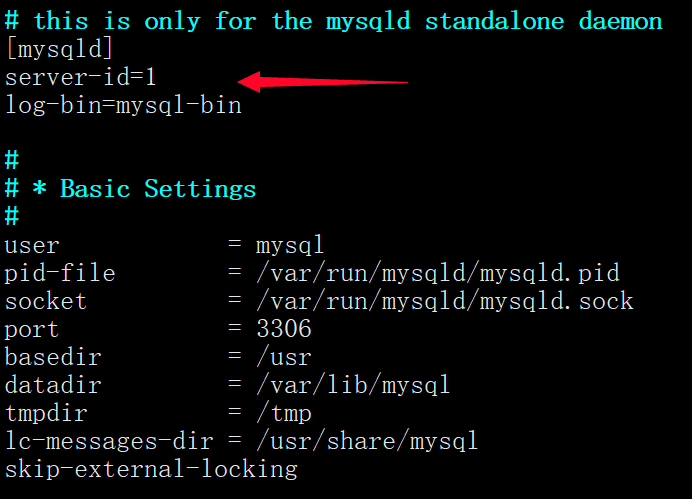 # this is only for the mysqld standalone daemon
[mysqld]
server-id=1
log-bin=mysql-bin
#
# * Basic Settings
#
user = mysql
pid-file = /var/run/mysqld/mysqld.pid
socket = /var/run/mysqld/mysqld.sock
port = 3306
basedir = /usr
datadir = /var/lib/mysql
tmpdir = /tmp
lc-messages-dir = /usr/share/mysql
skip-external-locking